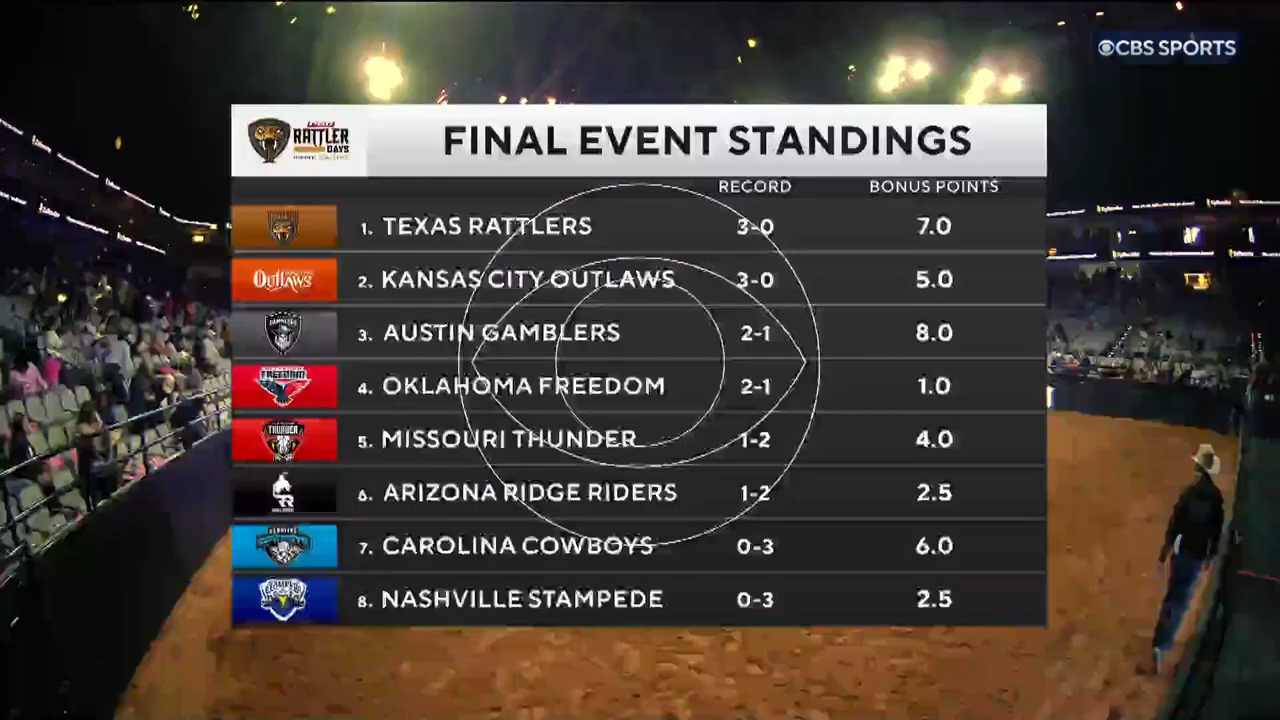 CBS SPORTS
RATTLER
DAYS
FINAL EVENT STANDINGS
RECORD BONUS POINTS
1. TEXAS RATTLERS 3-0 7.0
OUTLAWS 2. KANSAS CITY OUTLAWS 3-0 5.0
3. AUSTIN GAMBLERS 2-1 8.0
FREEDOM 4. OKLAHOMA FREEDOM 2-1 1.0
THUNDER 5. MISSOURI THUNDER 1-2 4.0
6. ARIZONA RIDGE RIDERS 1-2 2.5
7. CAROLINA COWBOYS 0-3 6.0
STAMPEDE 8. NASHVILLE STAMPEDE 0-3 2.5